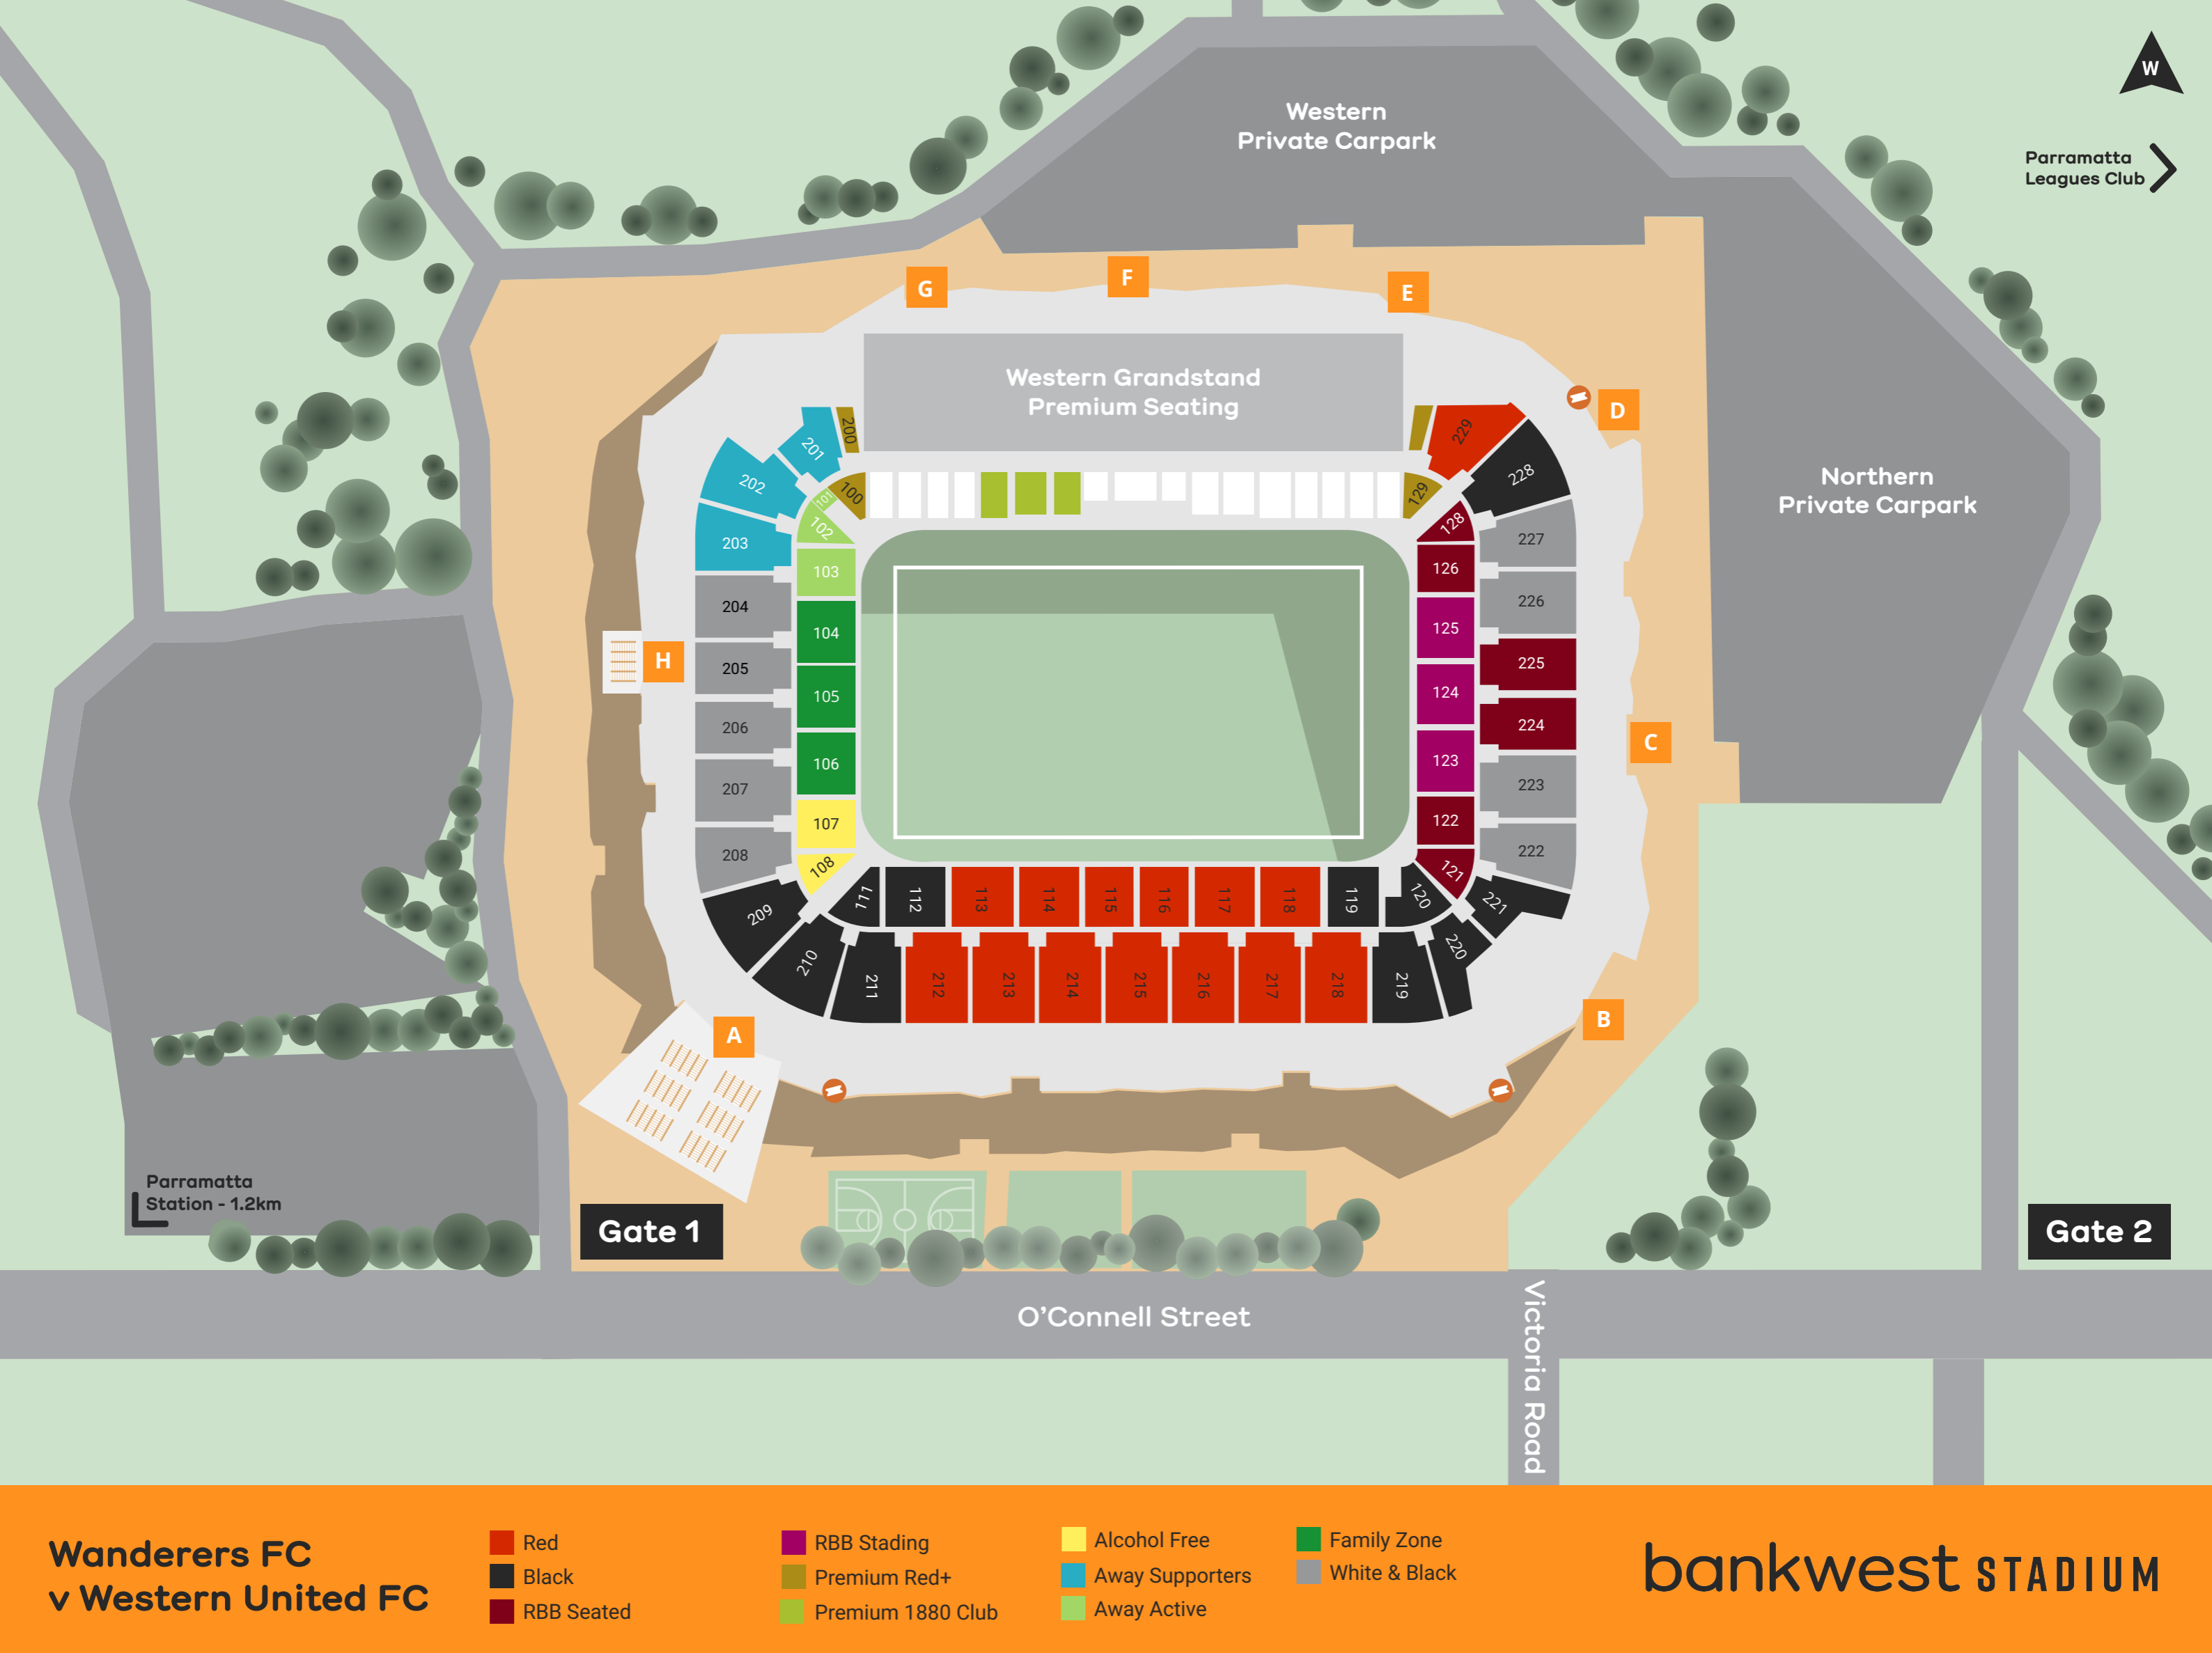 W
Parramatta
Leagues Club
Western
Private Carpark
G
F
E
D
Western Grandstand
Premium Seating
Northern
Private Carpark
200
201
202
203
204
205
206
207
208
209
210
211
212
213
214
215
216
217
218
219
220
221
222
223
224
225
226
227
228
229
100
101
102
103
104
105
106
107
108
111
112
113
114
115
116
117
118
119
120
121
122
123
124
125
126
128
129
H
C
A
B
Parramatta
Station - 1.2km
Gate 1
Gate 2
O'Connell Street
Victoria Road
Wanderers FC
v Western United FC
Red
Black
RBB Seated
RBB Stading
Premium Red+
Premium 1880 Club
Alcohol Free
Away Supporters
Away Active
Family Zone
White & Black
bankwest STADIUM